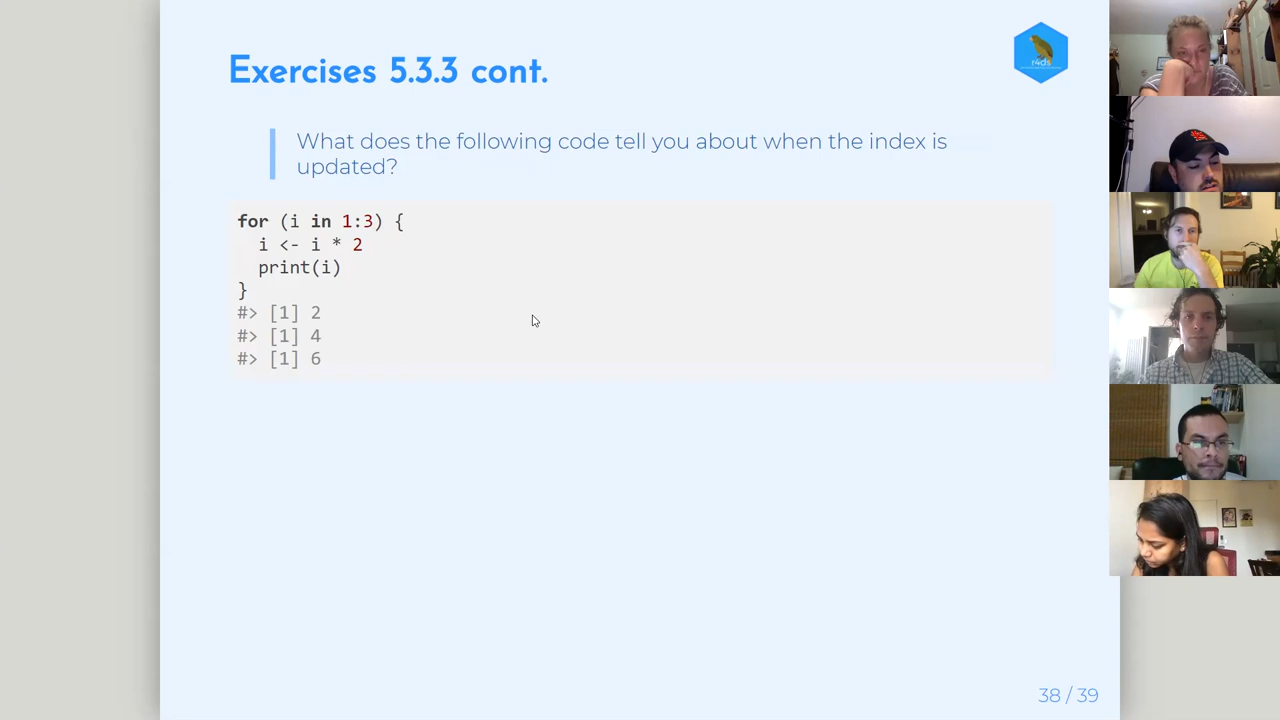 Exercises 5.3.3 cont.
r4ds
What does the following code tell you about when the index is
updated?
for (i in 1:3) {
  i <- i * 2
  print(i)
}
#> [1] 2
#> [1] 4
#> [1] 6
38 / 39